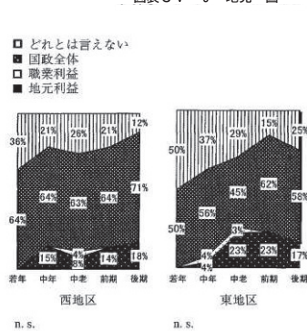 □ どれとは言えない
■ 国政全体
□ 職業利益
■ 地元利益
36% 21% 26% 21% 12%
64% 64% 63% 64% 71%
15% 4% 8% 14% 18%
若年 中年 中老 前期 後期
西地区
n. s.
50% 37% 29% 15% 25%
50% 56% 45% 62% 58%
4% 4% 3% 23% 23% 17%
若年 中年 中老 前期 後期
東地区
n. s.